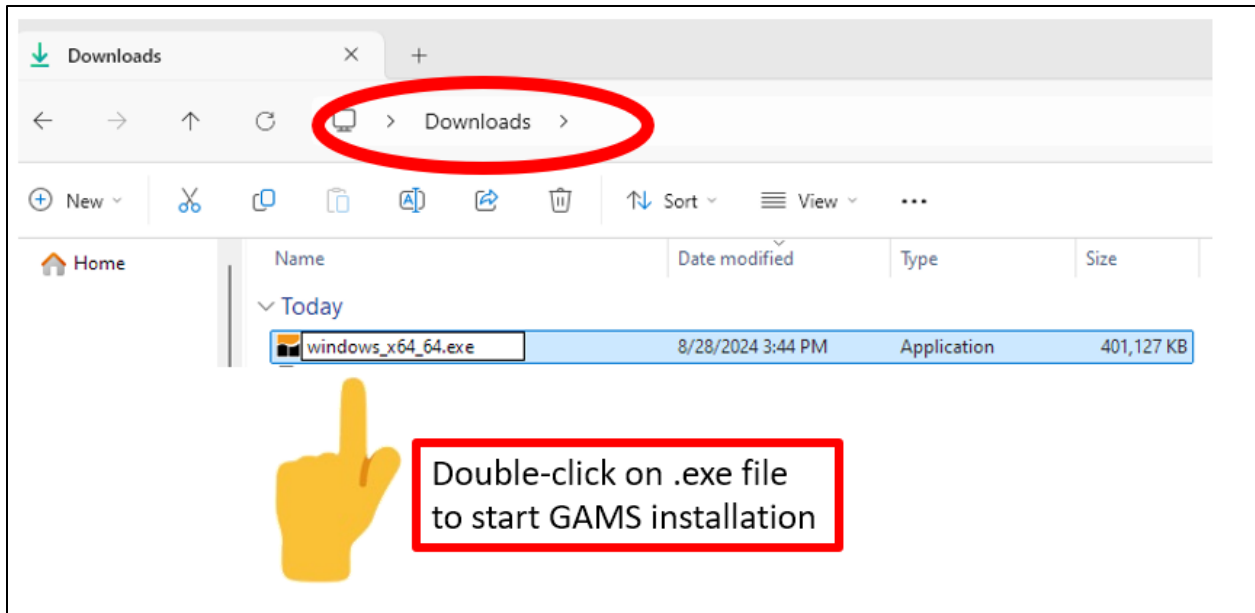 Downloads
Downloads
New
Sort
View
Home
Name Date modified Type Size
Today
windows_x64_64.exe 8/28/2024 3:44 PM Application 401,127 KB
Double-click on .exe file
to start GAMS installation